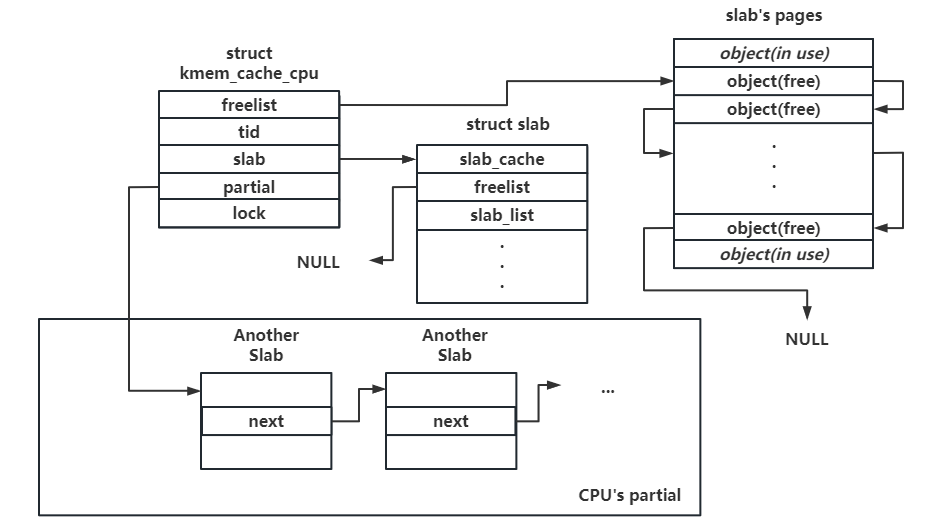 slab's pages
struct
kmem_cache_cpu
object(in use)
object(free)
freelist
object(free)
tid
struct slab
slab
slab_cache
.
.
.
partial
freelist
lock
slab_list
object(free)
.
.
.
object(in use)
NULL
NULL
Another
Slab
Another
Slab
...
next
next
CPU's partial